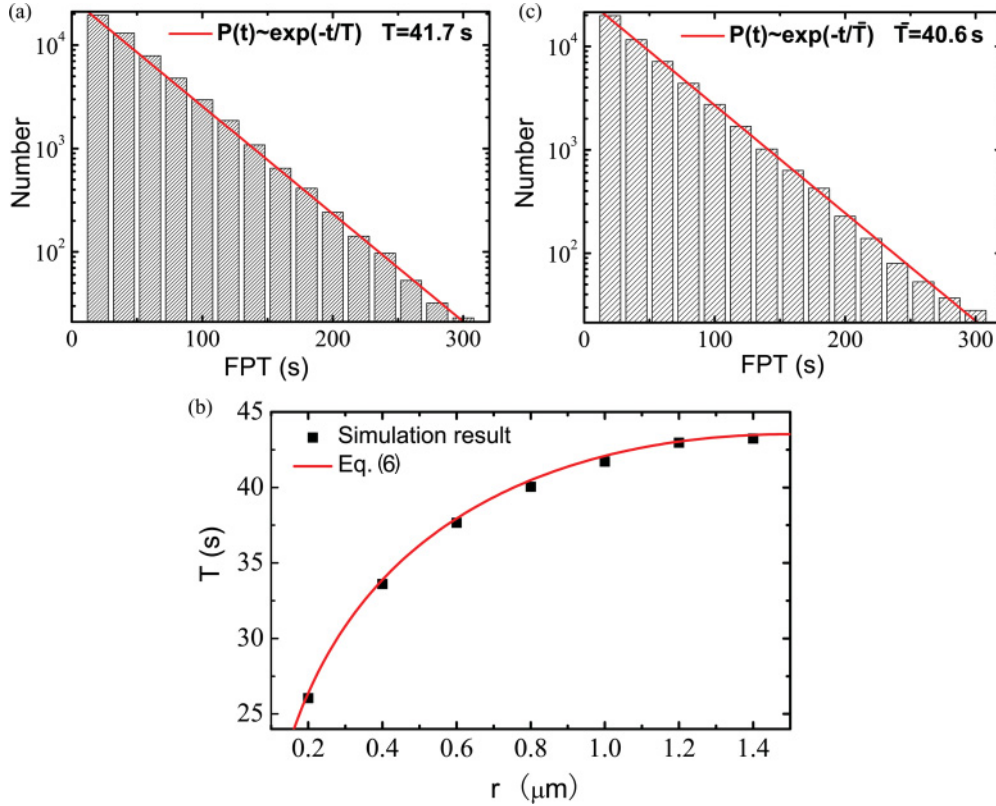 (a)
P(t)~exp(-t/T) T=41.7 s
10⁴
10³
10²
Number
0 100 200 300
FPT (s)
(c)
P(t)~exp(-t/T̄) T̄=40.6 s
10⁴
10³
10²
Number
0 100 200 300
FPT (s)
(b)
Simulation result
Eq. (6)
45
40
35
30
25
T (s)
0.2 0.4 0.6 0.8 1.0 1.2 1.4
r (μm)